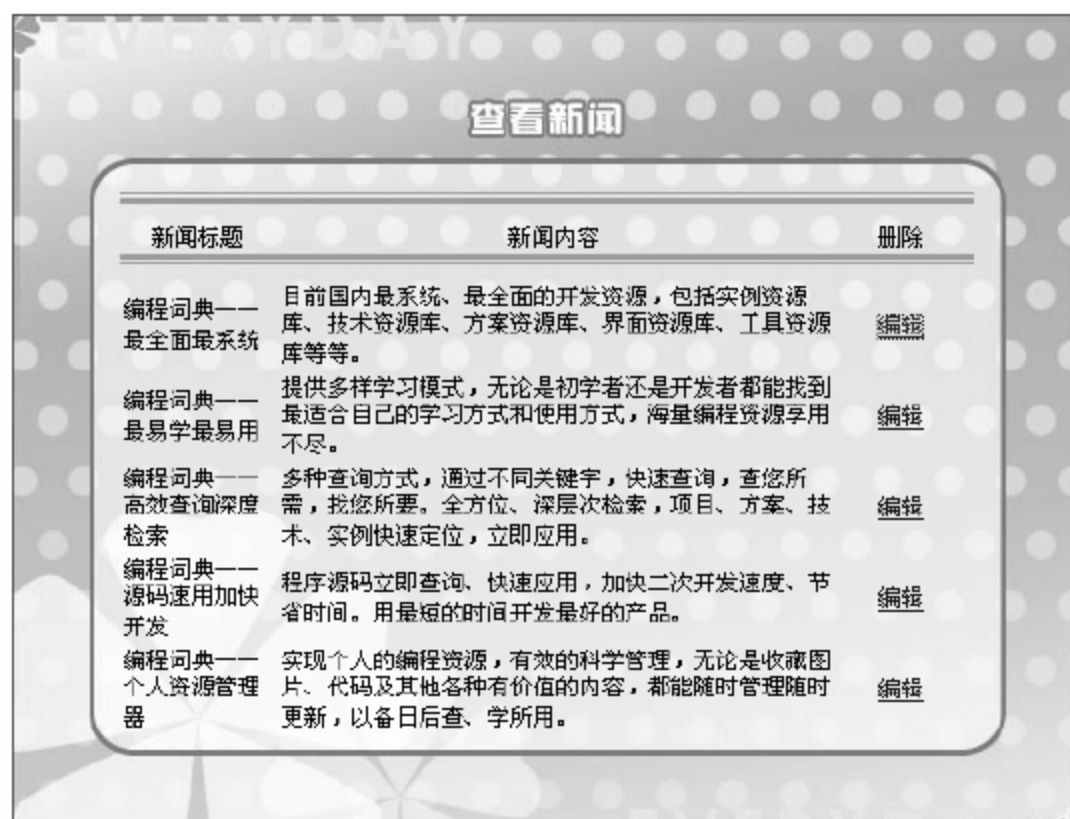 EVERYDAY
查看新闻
新闻标题 新闻内容 删除
编程词典——
最全面最系统
目前国内最系统、最全面的开发资源，包括实例资源
库、技术资源库、方案资源库、界面资源库、工具资源
库等等。
编辑
编程词典——
最易学最易用
提供多样学习模式，无论是初学者还是开发者都能找到
最适合自己的学习方式和使用方式，海量编程资源享用
不尽。
编辑
编程词典——
高效查询深度
检索
多种查询方式，通过不同关键字，快速查询，查您所
需，找您所要。全方位、深层次检索，项目、方案、技
术、实例快速定位，立即应用。
编辑
编程词典——
源码速用加快
开发
程序源码立即查询、快速应用，加快二次开发速度、节
省时间。用最短的时间开发最好的产品。
编辑
编程词典——
个人资源管理
器
实现个人的编程资源，有效的科学管理，无论是收藏图
片、代码及其他各种有价值的内容，都能随时管理随时
更新，以备日后查、学所用。
编辑